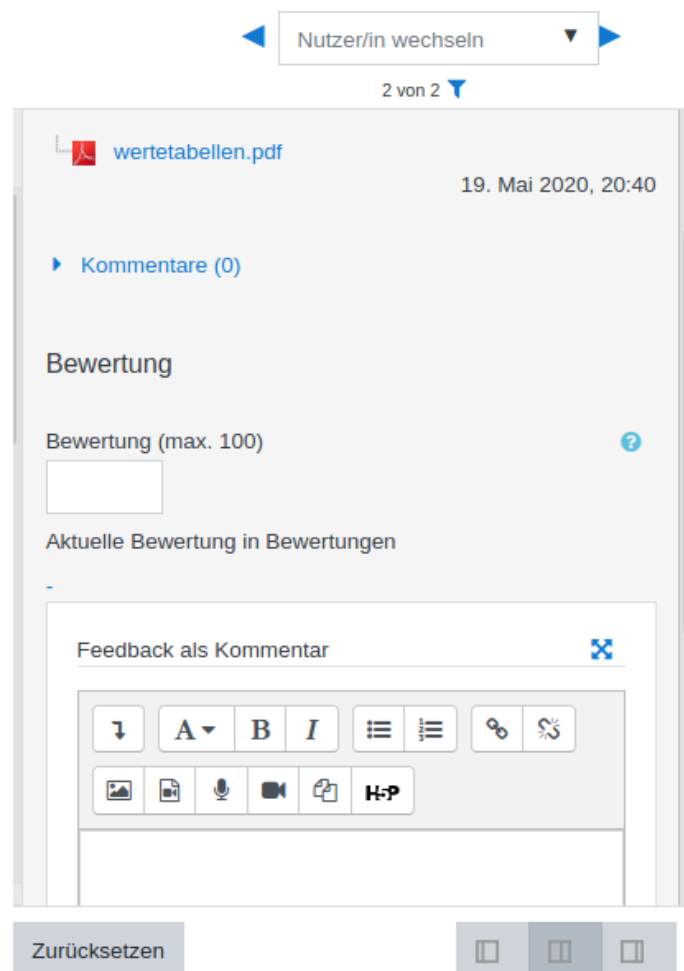 Nutzer/in wechseln
2 von 2
wertetabellen.pdf
19. Mai 2020, 20:40
Kommentare (0)
Bewertung
Bewertung (max. 100)
Aktuelle Bewertung in Bewertungen
-
Feedback als Kommentar
A B I
H5P
Zurücksetzen